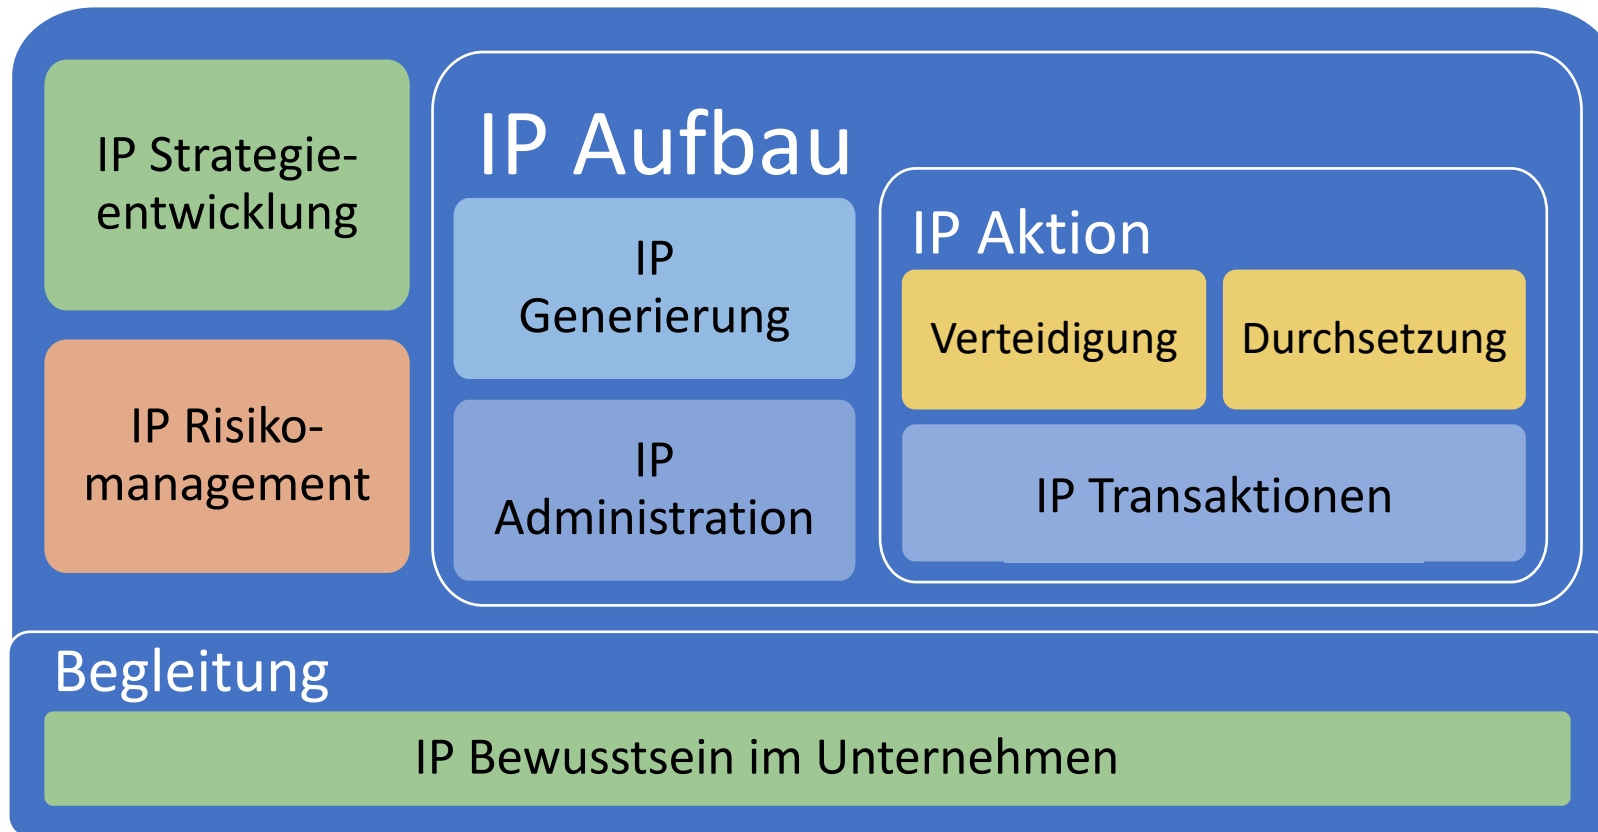 IP Strategie-
entwicklung
IP Risiko-
management
IP Aufbau
IP
Generierung
IP
Administration
IP Aktion
Verteidigung
Durchsetzung
IP Transaktionen
Begleitung
IP Bewusstsein im Unternehmen